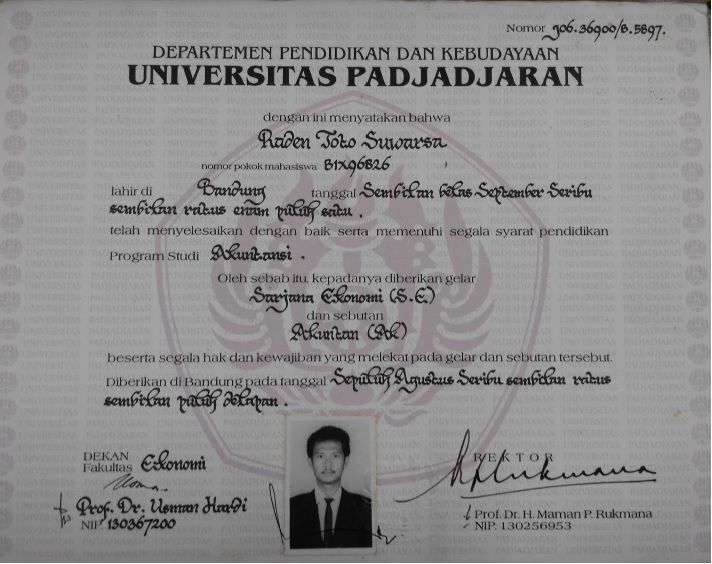 Nomor 906.36900/B.5897.
DEPARTEMEN PENDIDIKAN DAN KEBUDAYAAN
UNIVERSITAS PADJADJARAN
dengan ini menyatakan bahwa
Raden Toto Suwarsa
nomor pokok mahasiswa B1X96826
lahir di Bandung tanggal Sembilan belas September Seribu
sembilan ratus enam puluh satu .
telah menyelesaikan dengan baik serta memenuhi segala syarat pendidikan
Program Studi Akuntansi .
Oleh sebab itu, kepadanya diberikan gelar
Sarjana Ekonomi (S.E.)
dan sebutan
Akuntan (Ak)
beserta segala hak dan kewajiban yang melekat pada gelar dan sebutan tersebut.
Diberikan di Bandung pada tanggal Sepuluh Agustus Seribu sembilan ratus
sembilan puluh delapan .
DEKAN
Fakultas Ekonomi
Prof. Dr. Usman Hardi
NIP. 130367200
REKTOR
Prof. Dr. H. Maman P. Rukmana
NIP. 130256953